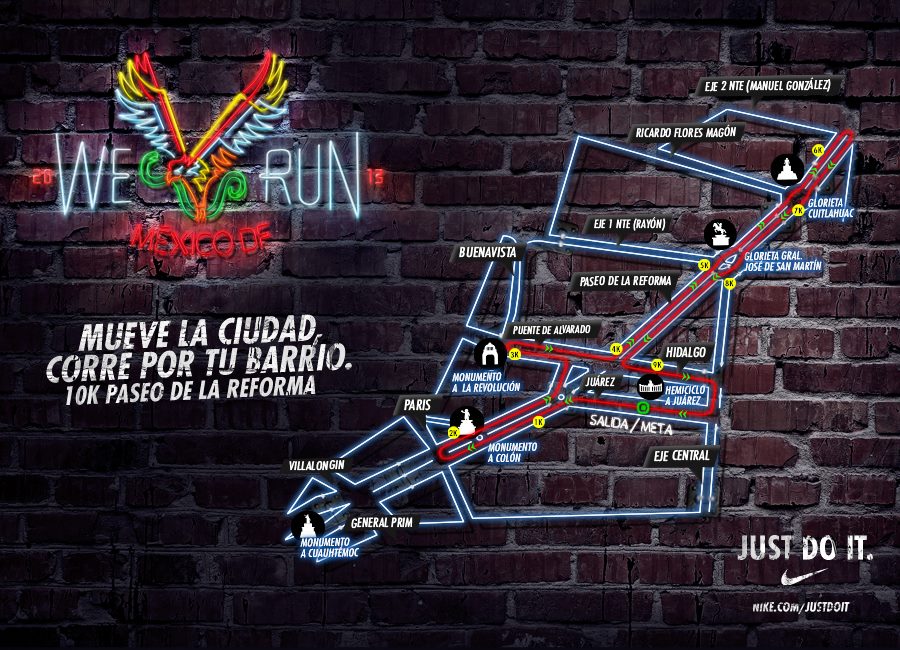 20 WE RUN 13
MÉXICO DF
MUEVE LA CIUDAD,
CORRE POR TU BARRIO.
10K PASEO DE LA REFORMA
EJE 2 NTE (MANUEL GONZÁLEZ)
RICARDO FLORES MAGÓN
6K
7K
GLORIETA
CUITLAHUAC
EJE 1 NTE (RAYÓN)
BUENAVISTA
5K
GLORIETA GRAL
JOSÉ DE SAN MARTÍN
PASEO DE LA REFORMA
8K
PUENTE DE ALVARADO
4K
HIDALGO
3K
9K
MONUMENTO
A LA REVOLUCIÓN
JUÁREZ
HEMICICLO
A JUÁREZ
PARIS
SALIDA / META
1K
2K
MONUMENTO
A COLÓN
EJE CENTRAL
VILLALONGIN
GENERAL PRIM
MONUMENTO
A CUAUHTÉMOC
JUST DO IT.
NIKE.COM/JUSTDOIT